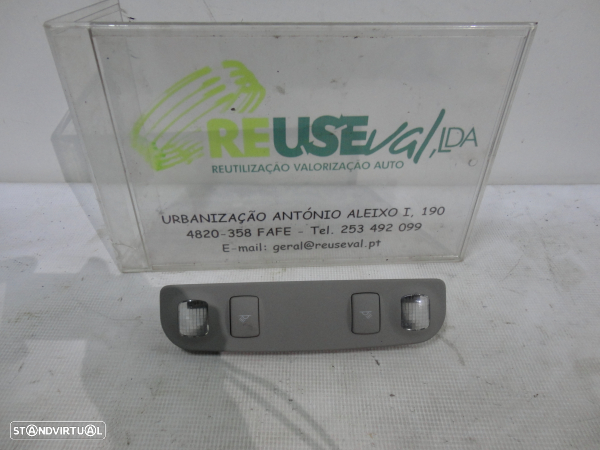 REUSEval, LDA
REUTILIZAÇÃO VALORIZAÇÃO AUTO
URBANIZAÇÃO ANTÓNIO ALEIXO I, 190
4820-358 FAFE - Tel. 253 492 099
E-mail: geral@reuseval.pt
STANDVIRTUAL